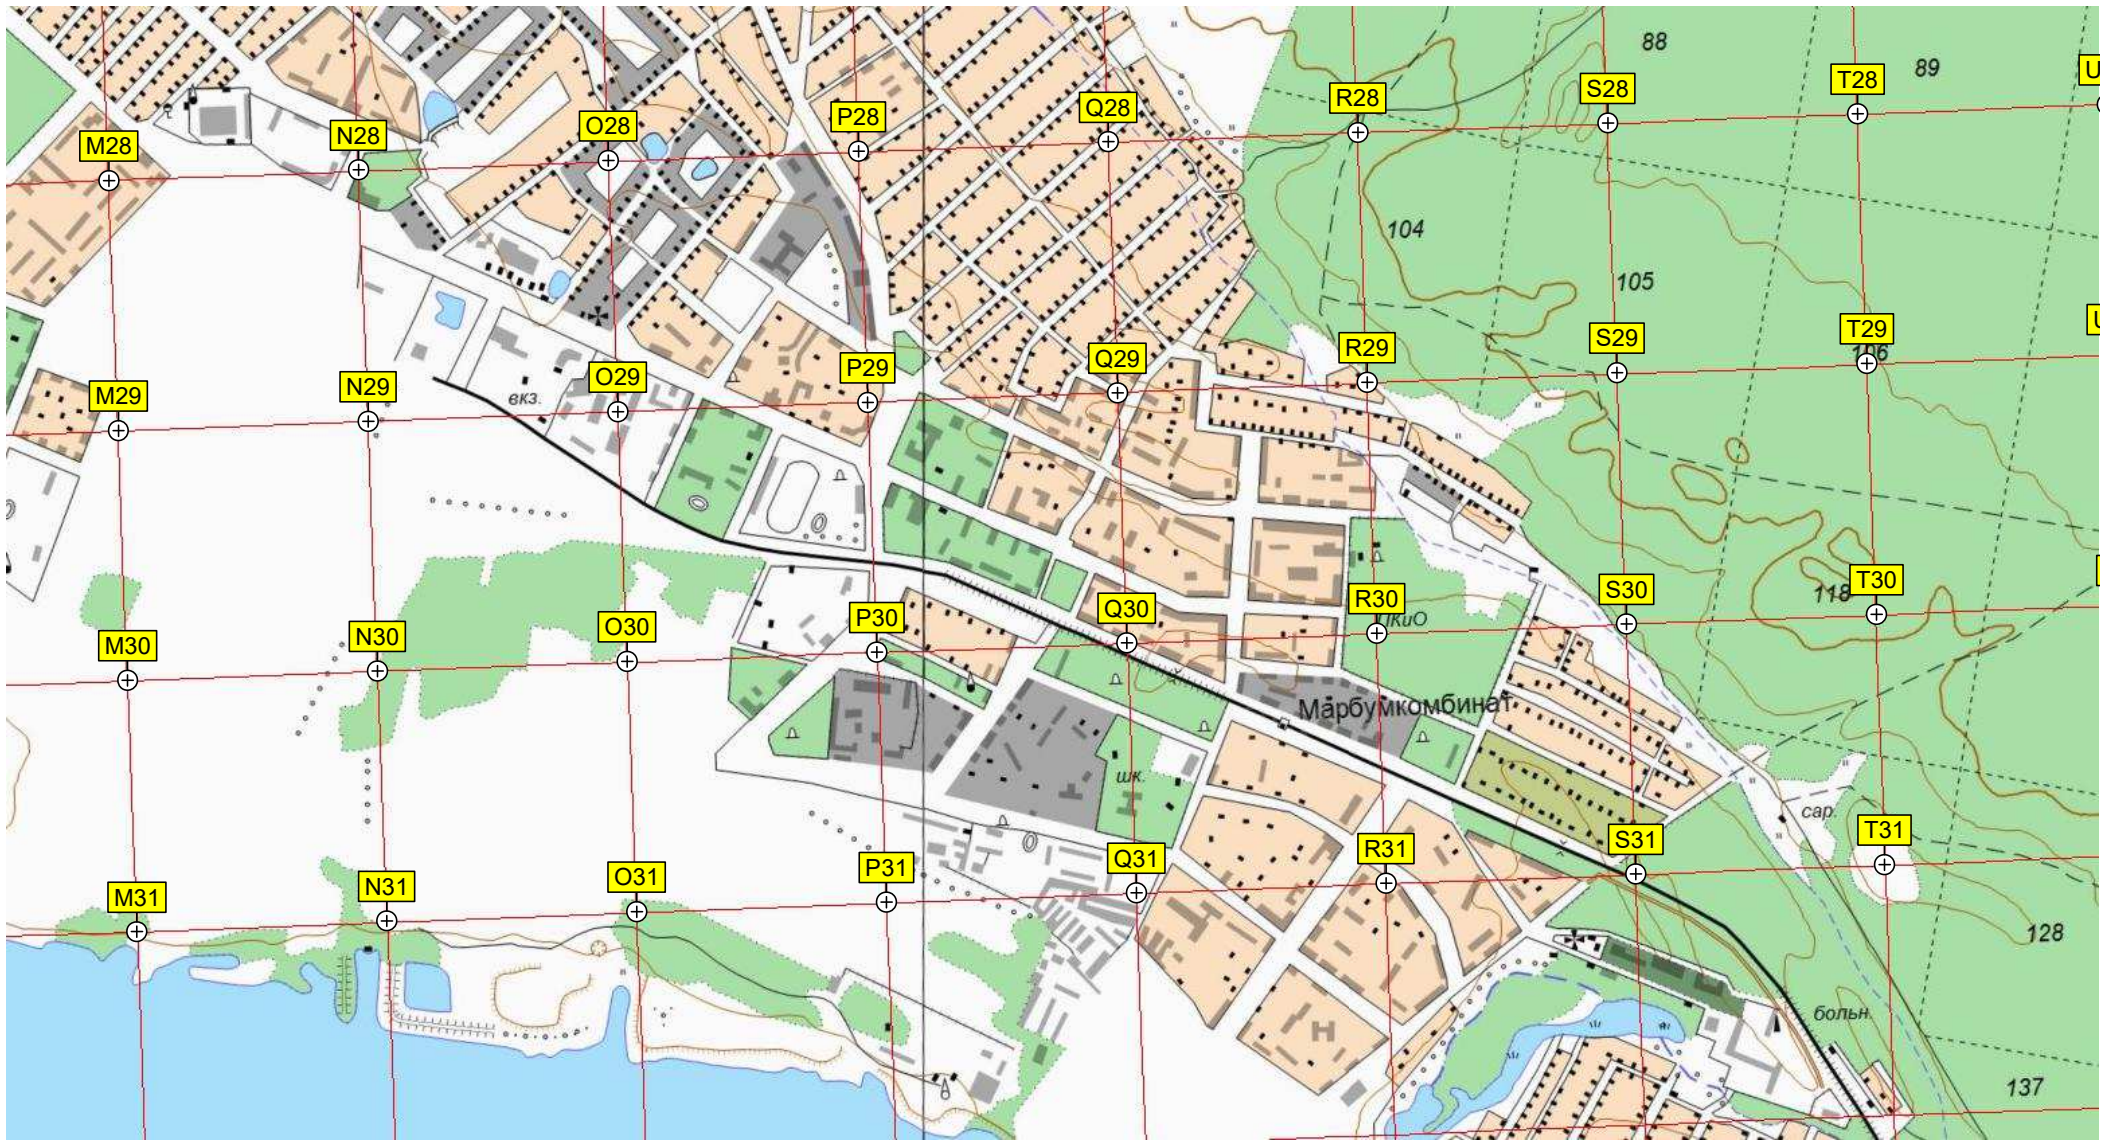 88
89
U
T28
S28
R28
Q28
P28
O28
N28
M28
104
105
T29
S29
R29
106
Q29
P29
O29
N29
M29
вкз.
T30
118
S30
R30
ПКиО
Q30
P30
O30
N30
M30
Марбумкомбинат
шк.
сар.
T31
S31
R31
Q31
P31
O31
N31
M31
128
больн.
137